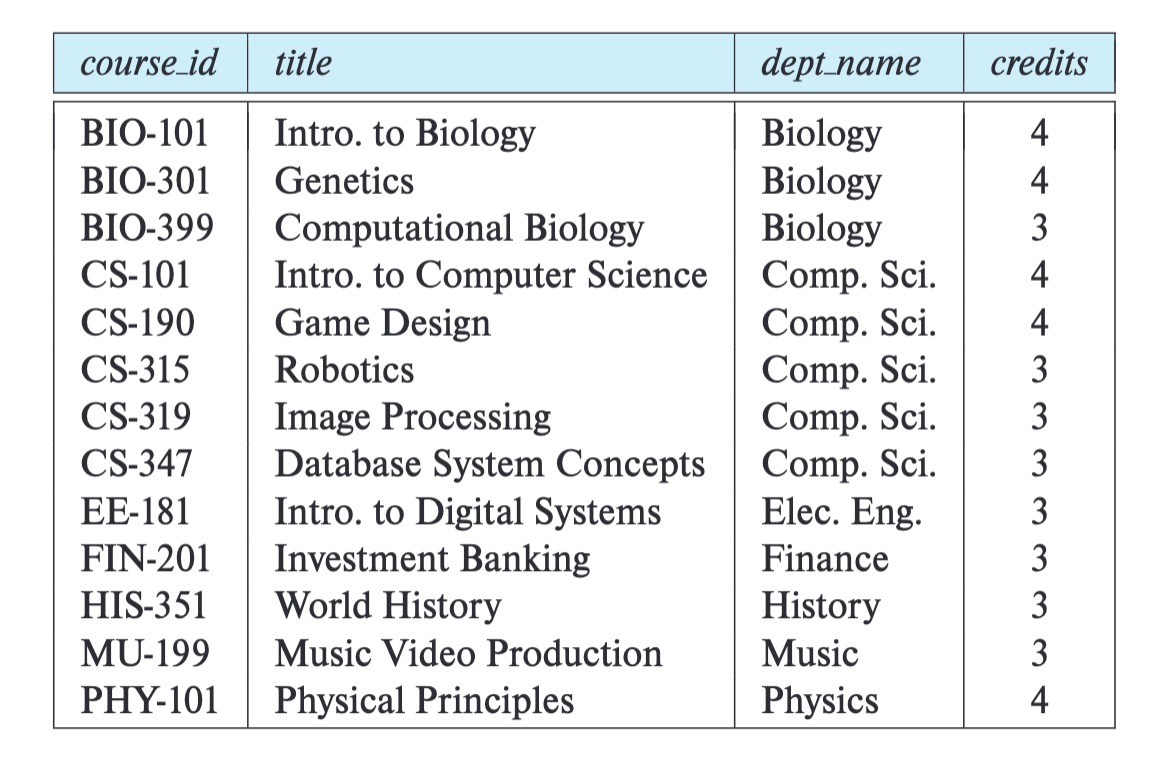 course_id title dept_name credits
BIO-101 Intro. to Biology Biology 4
BIO-301 Genetics Biology 4
BIO-399 Computational Biology Biology 3
CS-101 Intro. to Computer Science Comp. Sci. 4
CS-190 Game Design Comp. Sci. 4
CS-315 Robotics Comp. Sci. 3
CS-319 Image Processing Comp. Sci. 3
CS-347 Database System Concepts Comp. Sci. 3
EE-181 Intro. to Digital Systems Elec. Eng. 3
FIN-201 Investment Banking Finance 3
HIS-351 World History History 3
MU-199 Music Video Production Music 3
PHY-101 Physical Principles Physics 4